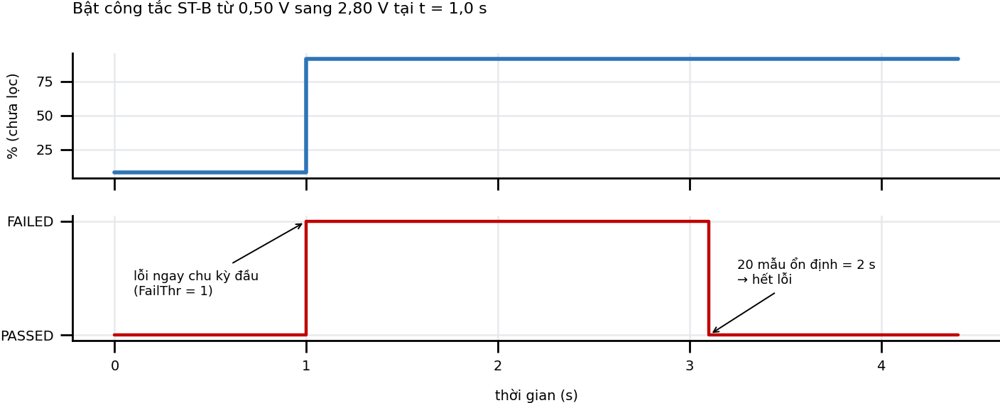 Bật công tắc ST-B từ 0,50 V sang 2,80 V tại t = 1,0 s
% (chưa lọc)
75
50
25
FAILED
PASSED
lỗi ngay chu kỳ đầu
(FailThr = 1)
20 mẫu ổn định = 2 s
→ hết lỗi
0
1
2
3
4
thời gian (s)